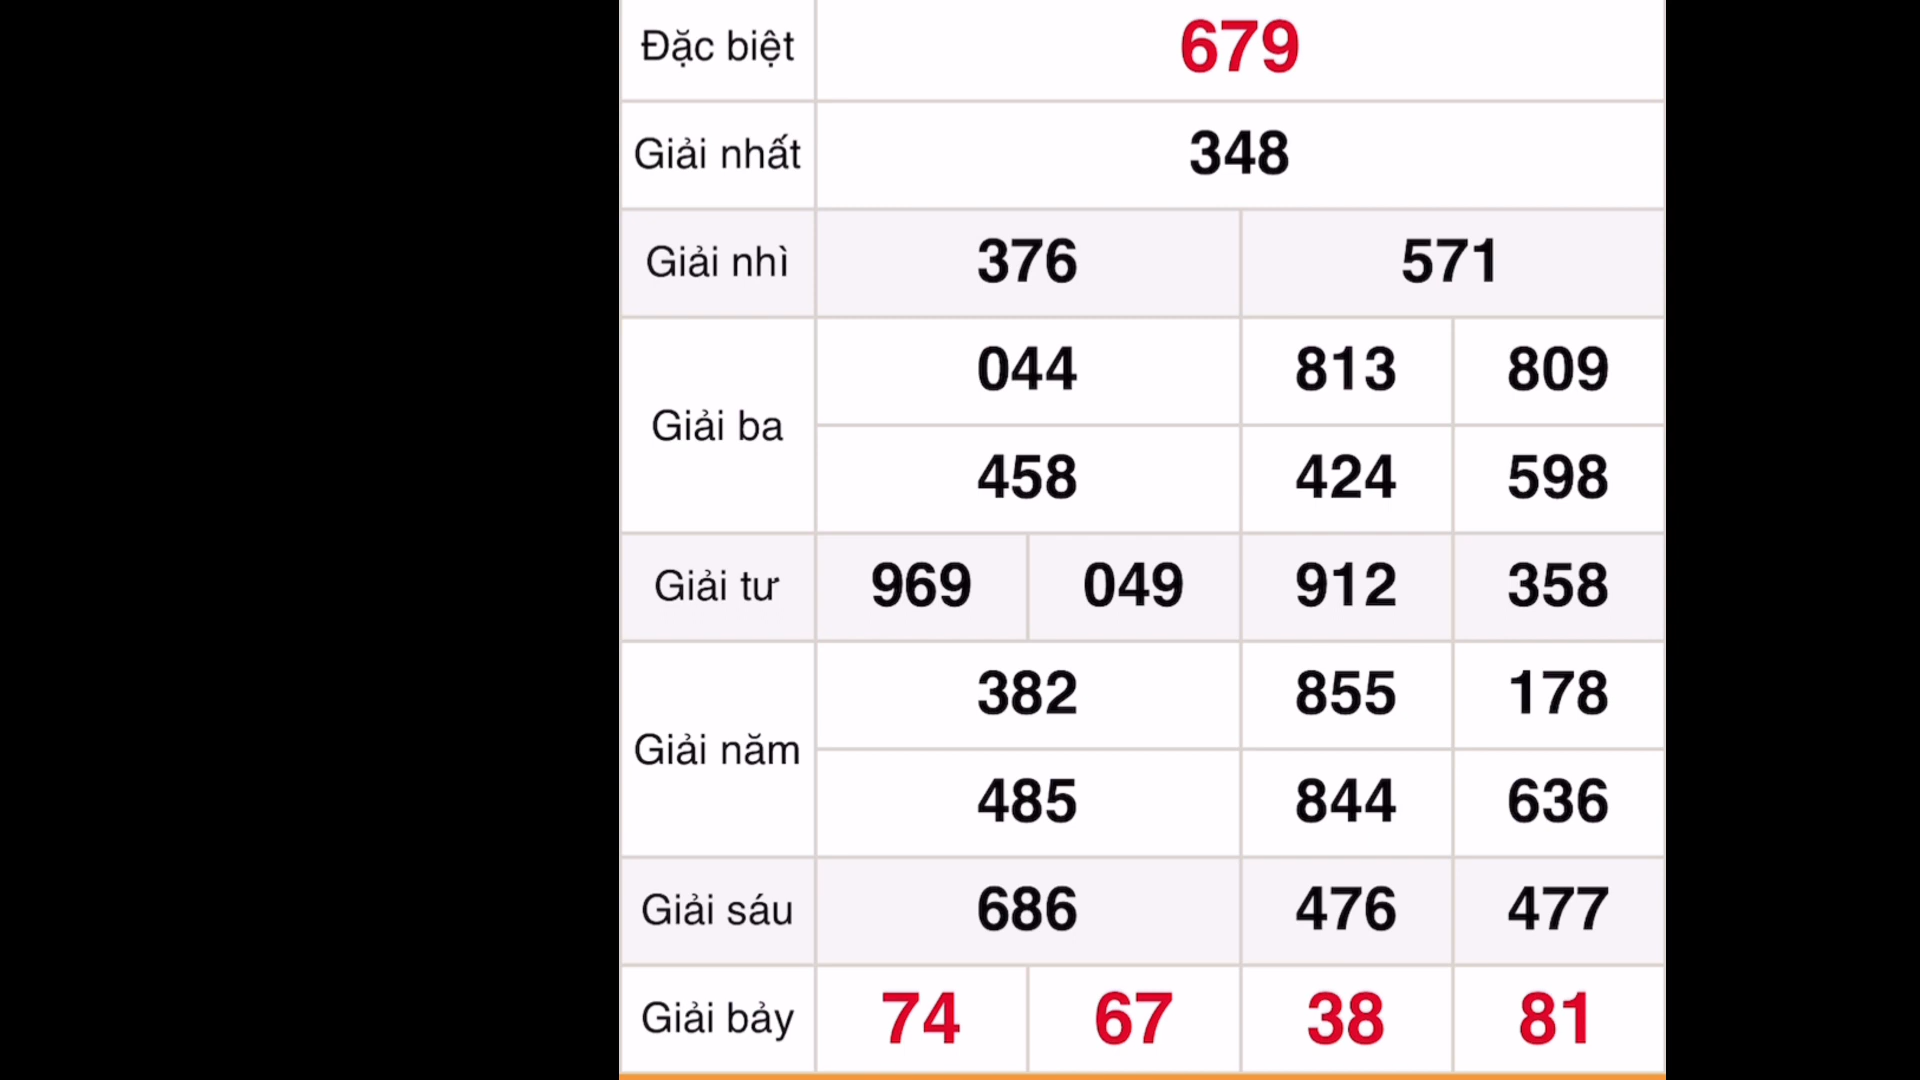 Đặc biệt 679
Giải nhất 348
Giải nhì 376 571
Giải ba 044 813 809
458 424 598
Giải tư 969 049 912 358
Giải năm 382 855 178
485 844 636
Giải sáu 686 476 477
Giải bảy 74 67 38 81